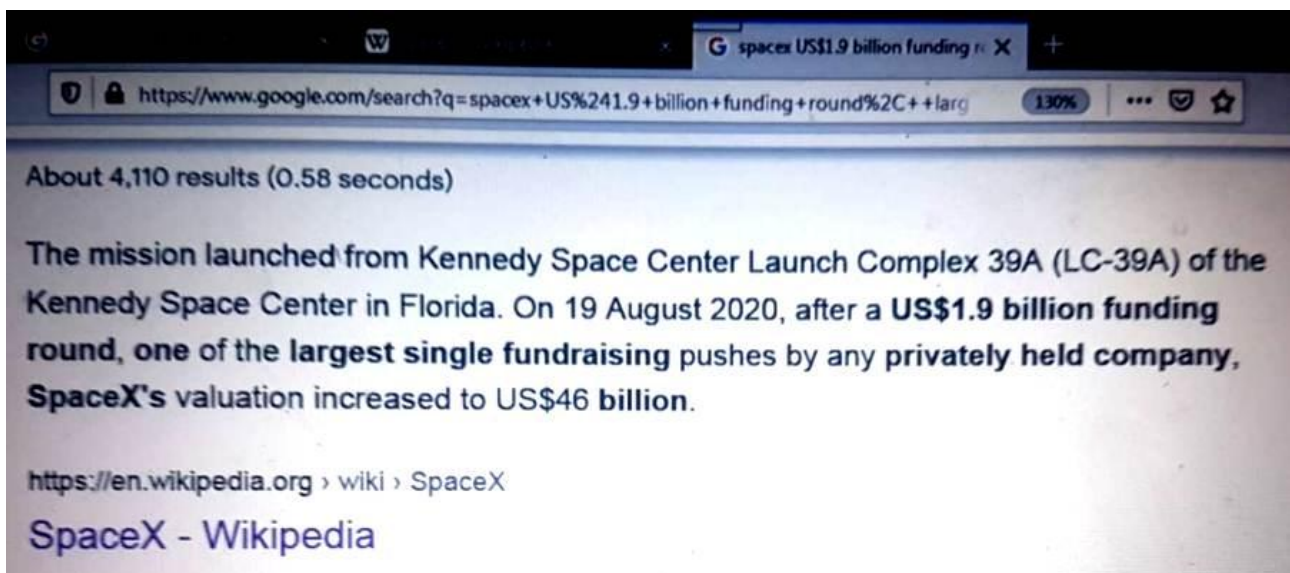 G spacex US$1.9 billion funding r
https://www.google.com/search?q=spacex+US%241.9+billion+funding+round%2C++larg 130%
About 4,110 results (0.58 seconds)
The mission launched from Kennedy Space Center Launch Complex 39A (LC-39A) of the
Kennedy Space Center in Florida. On 19 August 2020, after a US$1.9 billion funding
round, one of the largest single fundraising pushes by any privately held company,
SpaceX's valuation increased to US$46 billion.
https://en.wikipedia.org › wiki › SpaceX
SpaceX - Wikipedia